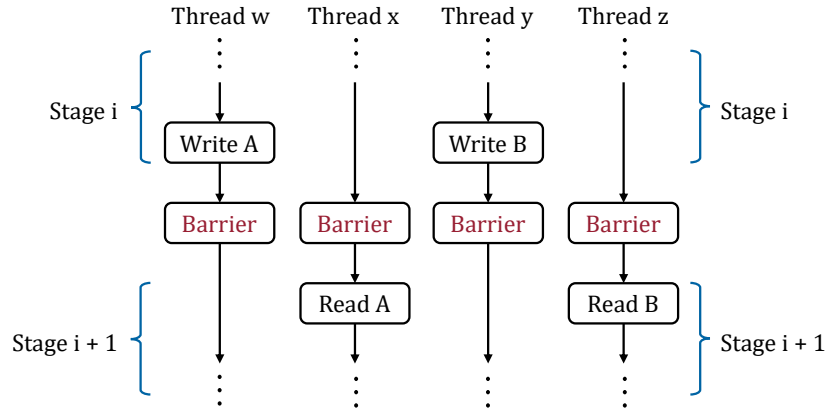 Thread w Thread x Thread y Thread z
Stage i Stage i
Write A Write B
Barrier Barrier Barrier Barrier
Read A Read B
Stage i + 1 Stage i + 1